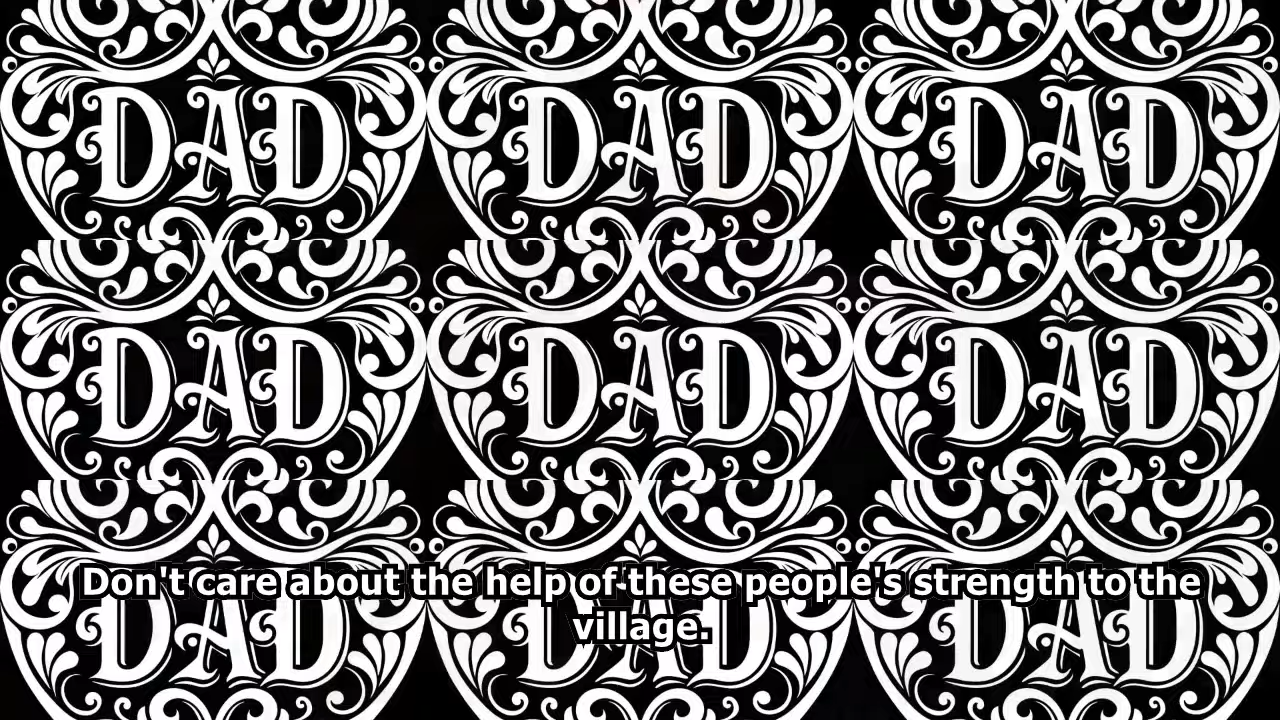 DAD DAD DAD
DAD DAD DAD
DAD DAD DAD
Don't care about the help of these people's strength to the
village.